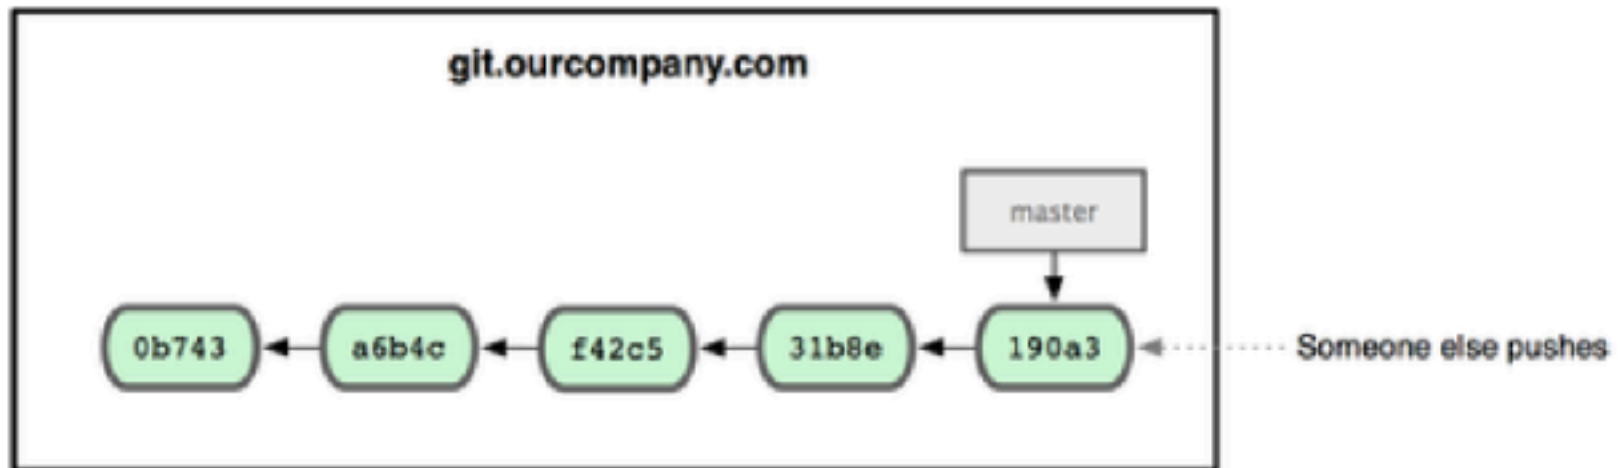 git.ourcompany.com
master
0b743 a6b4c f42c5 31b8e 190a3 Someone else pushes